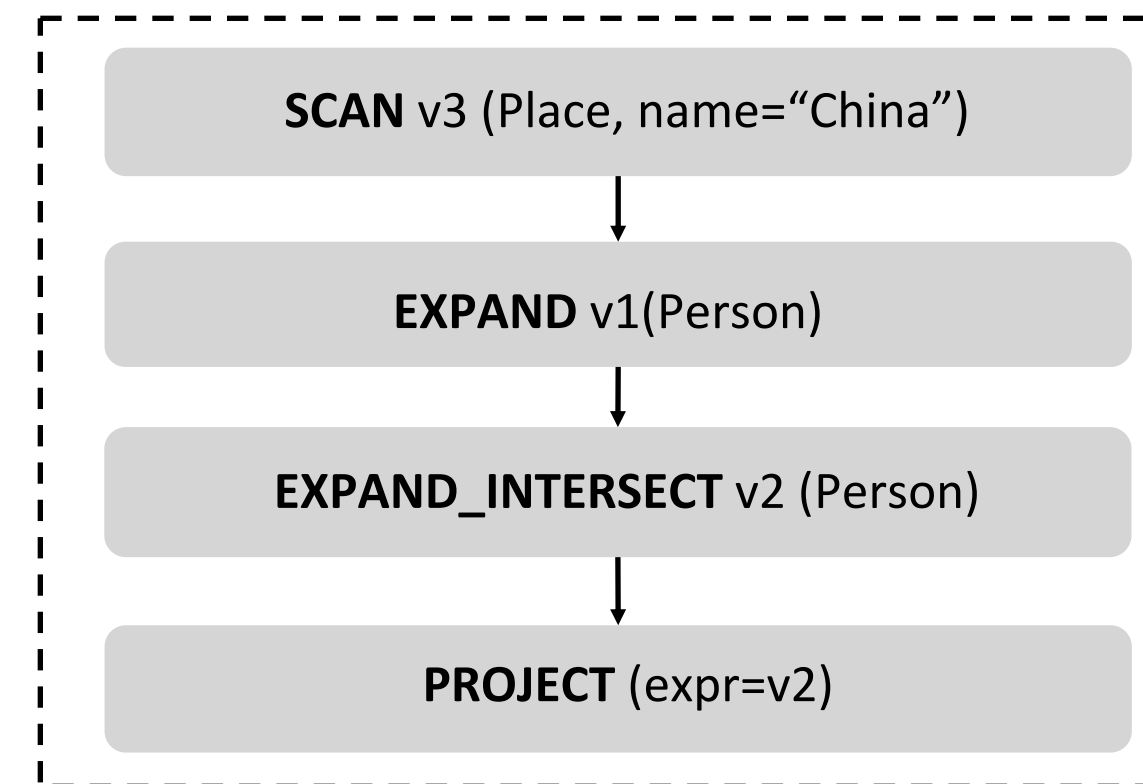 SCAN v3 (Place, name=“China”)
EXPAND v1(Person)
EXPAND_INTERSECT v2 (Person)
PROJECT (expr=v2)